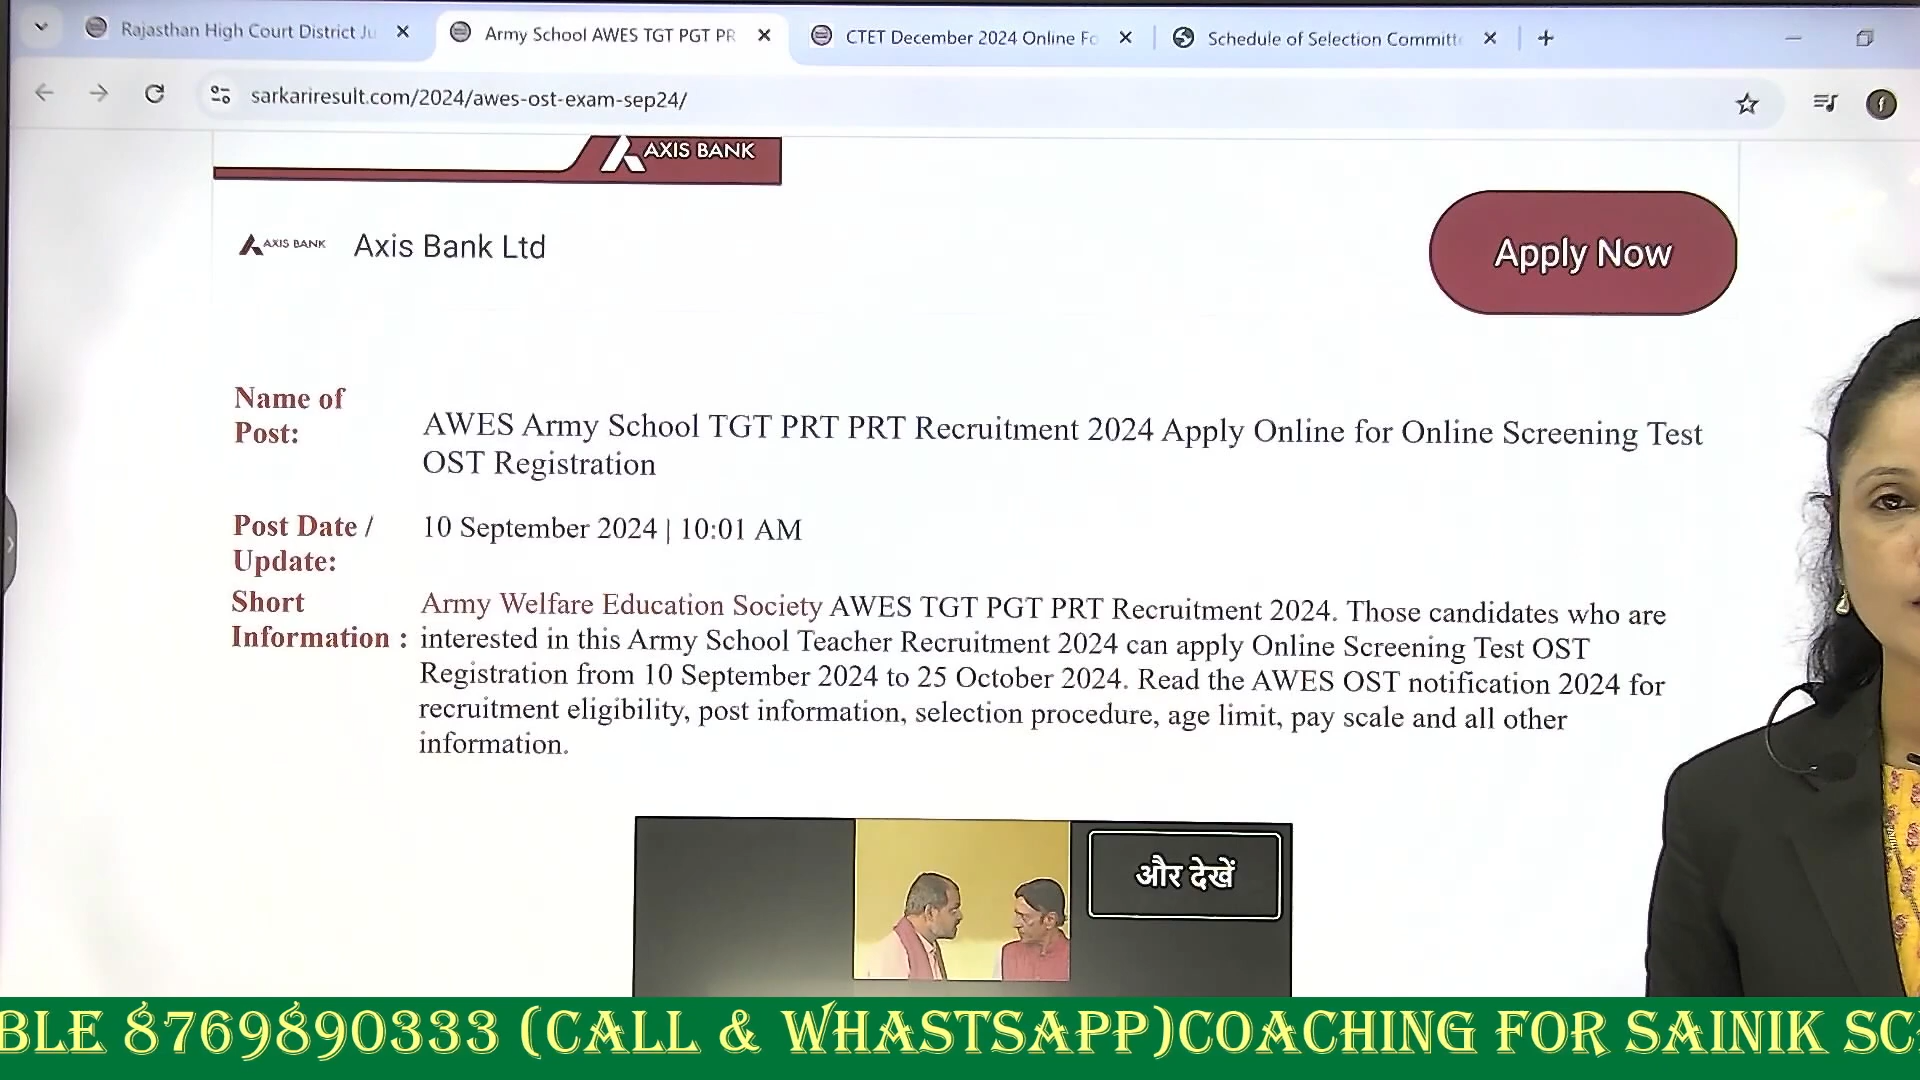 Rajasthan High Court District Ju
Army School AWES TGT PGT PR
CTET December 2024 Online Fo
Schedule of Selection Committe
sarkariresult.com/2024/awes-ost-exam-sep24/
AXIS BANK
AXIS BANK
Axis Bank Ltd
Apply Now
Name of
Post:
AWES Army School TGT PRT PRT Recruitment 2024 Apply Online for Online Screening Test
OST Registration
Post Date /
Update:
10 September 2024 | 10:01 AM
Short
Information :
Army Welfare Education Society AWES TGT PGT PRT Recruitment 2024. Those candidates who are
interested in this Army School Teacher Recruitment 2024 can apply Online Screening Test OST
Registration from 10 September 2024 to 25 October 2024. Read the AWES OST notification 2024 for
recruitment eligibility, post information, selection procedure, age limit, pay scale and all other
information.
और देखें
BLE 8769890333 (CALL & WHASTSAPP)COACHING FOR SAINIK SC